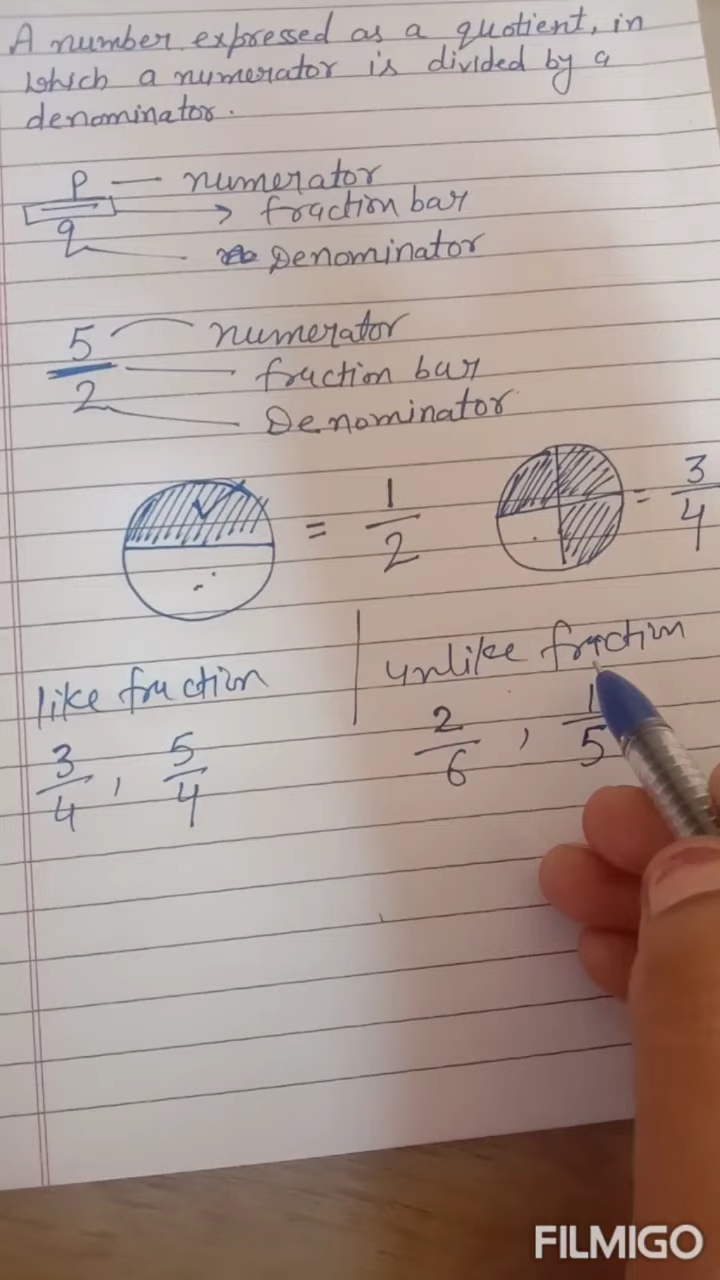 A number expressed as a quotient, in
which a numerator is divided by a
denominator.
p — numerator
fraction bar
q Denominator
5 numerator
fraction bar
2 Denominator
= 1/2 = 3/4
like fraction unlike fraction
3/4 , 5/4 2/6 , 1/5
FILMIGO